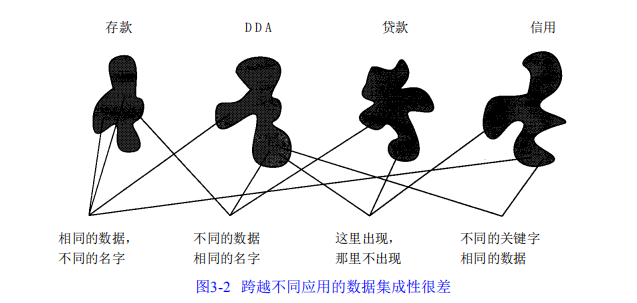 存款 DDA 贷款 信用
相同的数据， 不同的数据 这里出现， 不同的关键字
不同的名字 相同的名字 那里不出现 相同的数据
图3-2 跨越不同应用的数据集成性很差